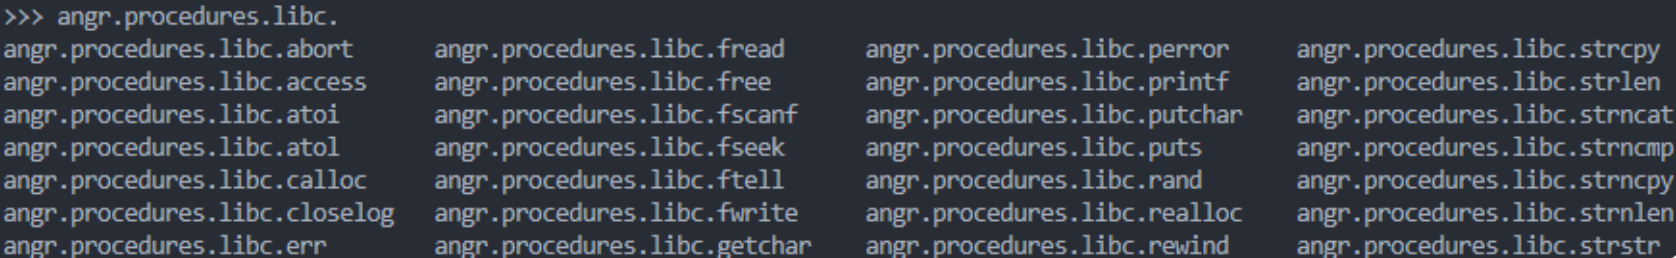 >>> angr.procedures.libc.
angr.procedures.libc.abort angr.procedures.libc.fread angr.procedures.libc.perror angr.procedures.libc.strcpy
angr.procedures.libc.access angr.procedures.libc.free angr.procedures.libc.printf angr.procedures.libc.strlen
angr.procedures.libc.atoi angr.procedures.libc.fscanf angr.procedures.libc.putchar angr.procedures.libc.strncat
angr.procedures.libc.atol angr.procedures.libc.fseek angr.procedures.libc.puts angr.procedures.libc.strncmp
angr.procedures.libc.calloc angr.procedures.libc.ftell angr.procedures.libc.rand angr.procedures.libc.strncpy
angr.procedures.libc.closelog angr.procedures.libc.fwrite angr.procedures.libc.realloc angr.procedures.libc.strnlen
angr.procedures.libc.err angr.procedures.libc.getchar angr.procedures.libc.rewind angr.procedures.libc.strstr